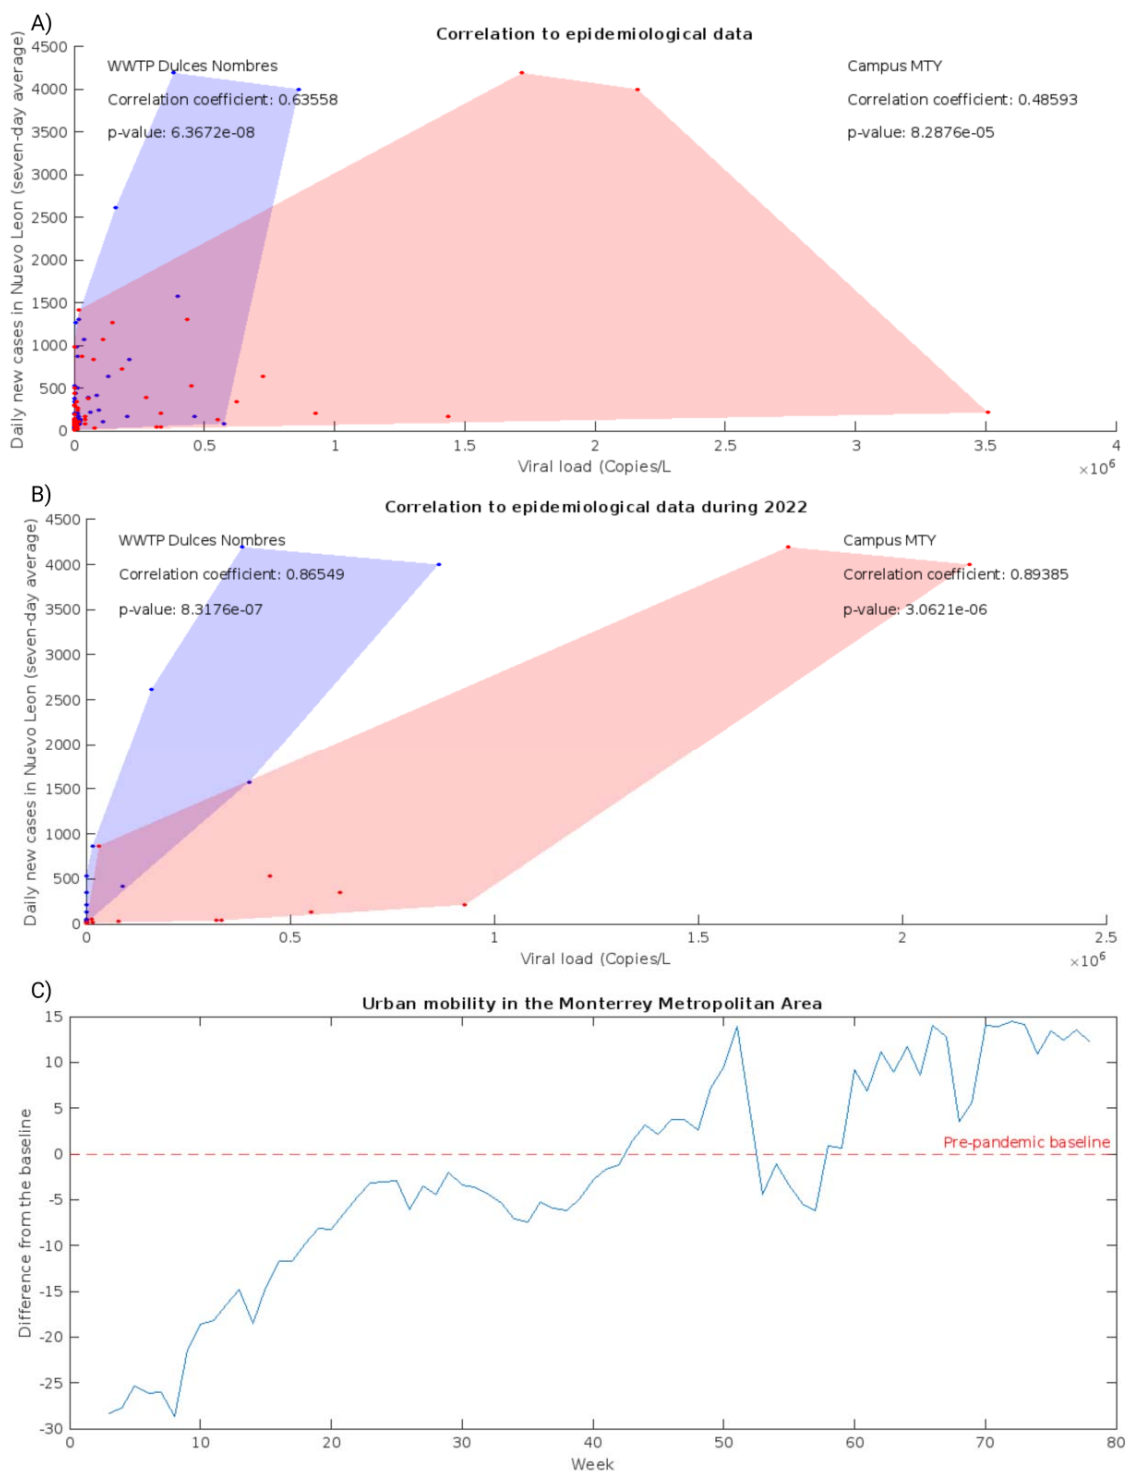 A)
Correlation to epidemiological data
Daily new cases in Nuevo Leon (seven-day average)
4500
4000
3500
3000
2500
2000
1500
1000
500
0
WWTP Dulces Nombres
Correlation coefficient: 0.63558
p-value: 6.3672e-08
Campus MTY
Correlation coefficient: 0.48593
p-value: 8.2876e-05
0 0.5 1 1.5 2 2.5 3 3.5 4
Viral load (Copies/L
×10^6
B)
Correlation to epidemiological data during 2022
Daily new cases in Nuevo Leon (seven-day average)
4500
4000
3500
3000
2500
2000
1500
1000
500
0
WWTP Dulces Nombres
Correlation coefficient: 0.86549
p-value: 8.3176e-07
Campus MTY
Correlation coefficient: 0.89385
p-value: 3.0621e-06
0 0.5 1 1.5 2 2.5
Viral load (Copies/L
×10^6
C)
Urban mobility in the Monterrey Metropolitan Area
Difference from the baseline
15
10
5
0
-5
-10
-15
-20
-25
-30
Pre-pandemic baseline
0 10 20 30 40 50 60 70 80
Week